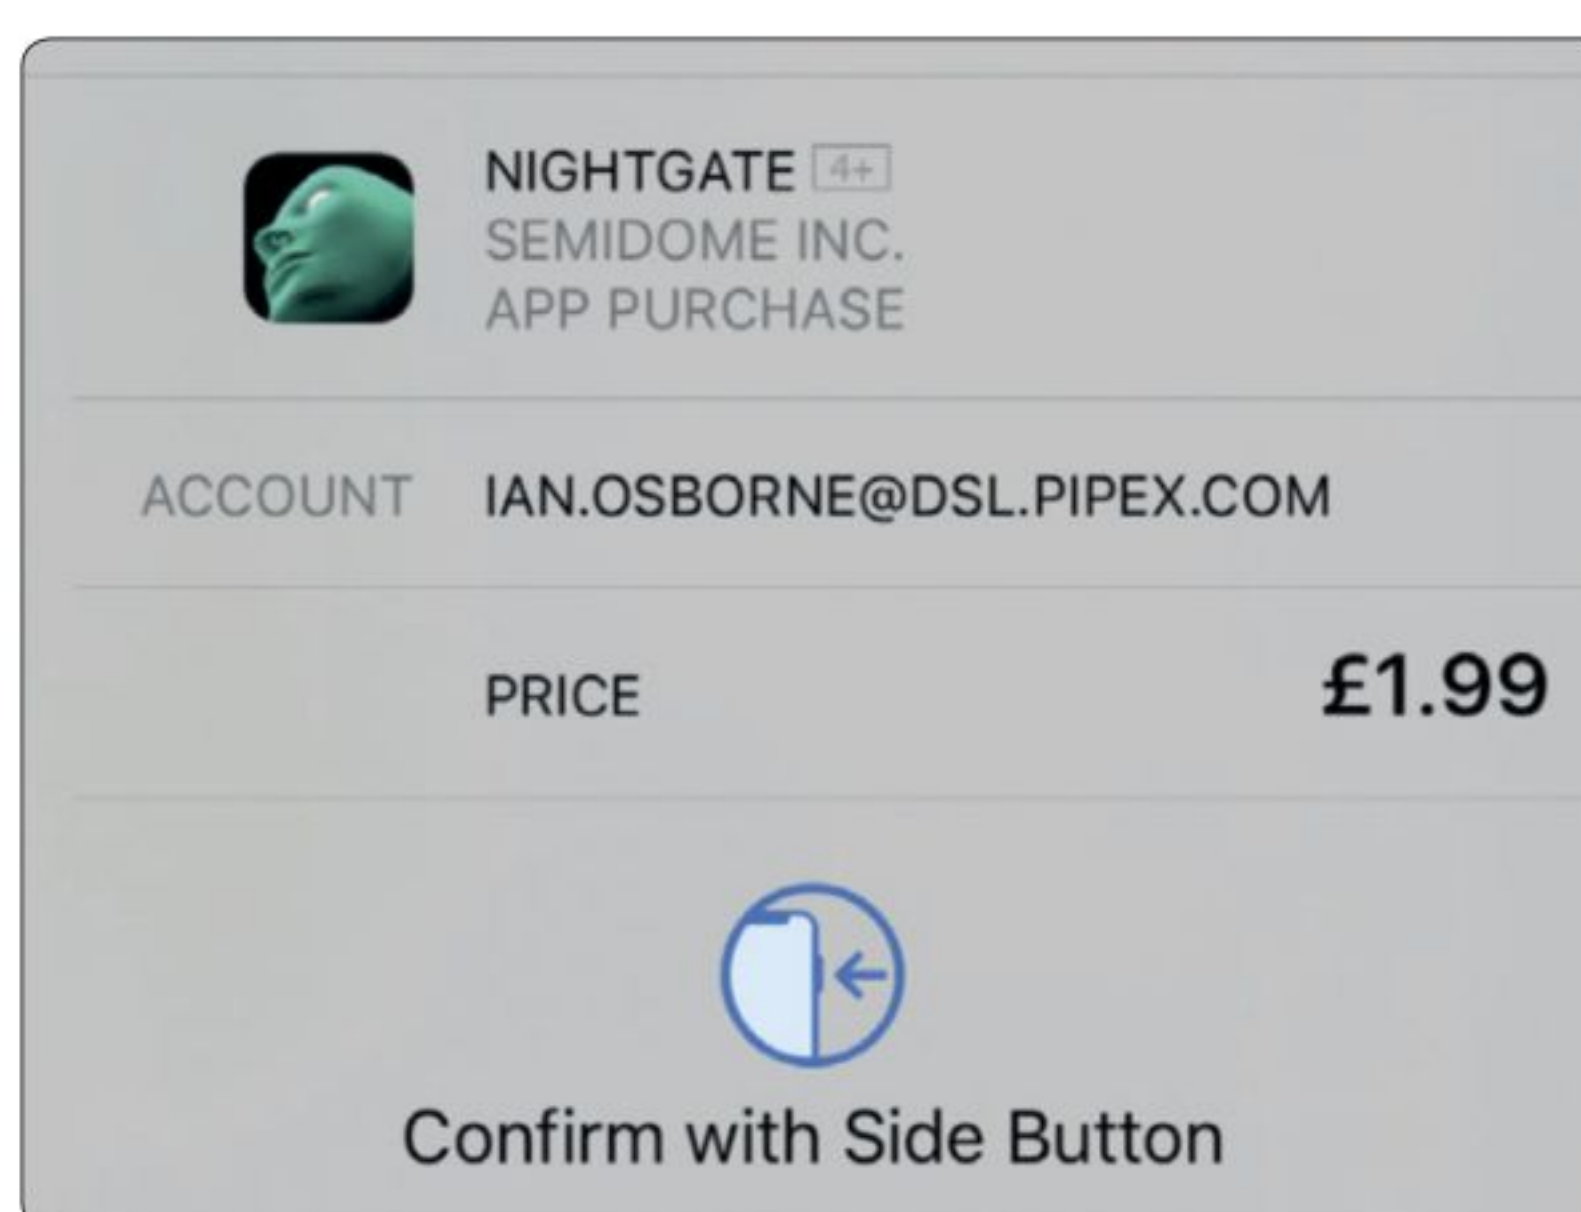 NIGHTGATE 4+
SEMIDOME INC.
APP PURCHASE
ACCOUNT IAN.OSBORNE@DSL.PIPEX.COM
PRICE £1.99
Confirm with Side Button